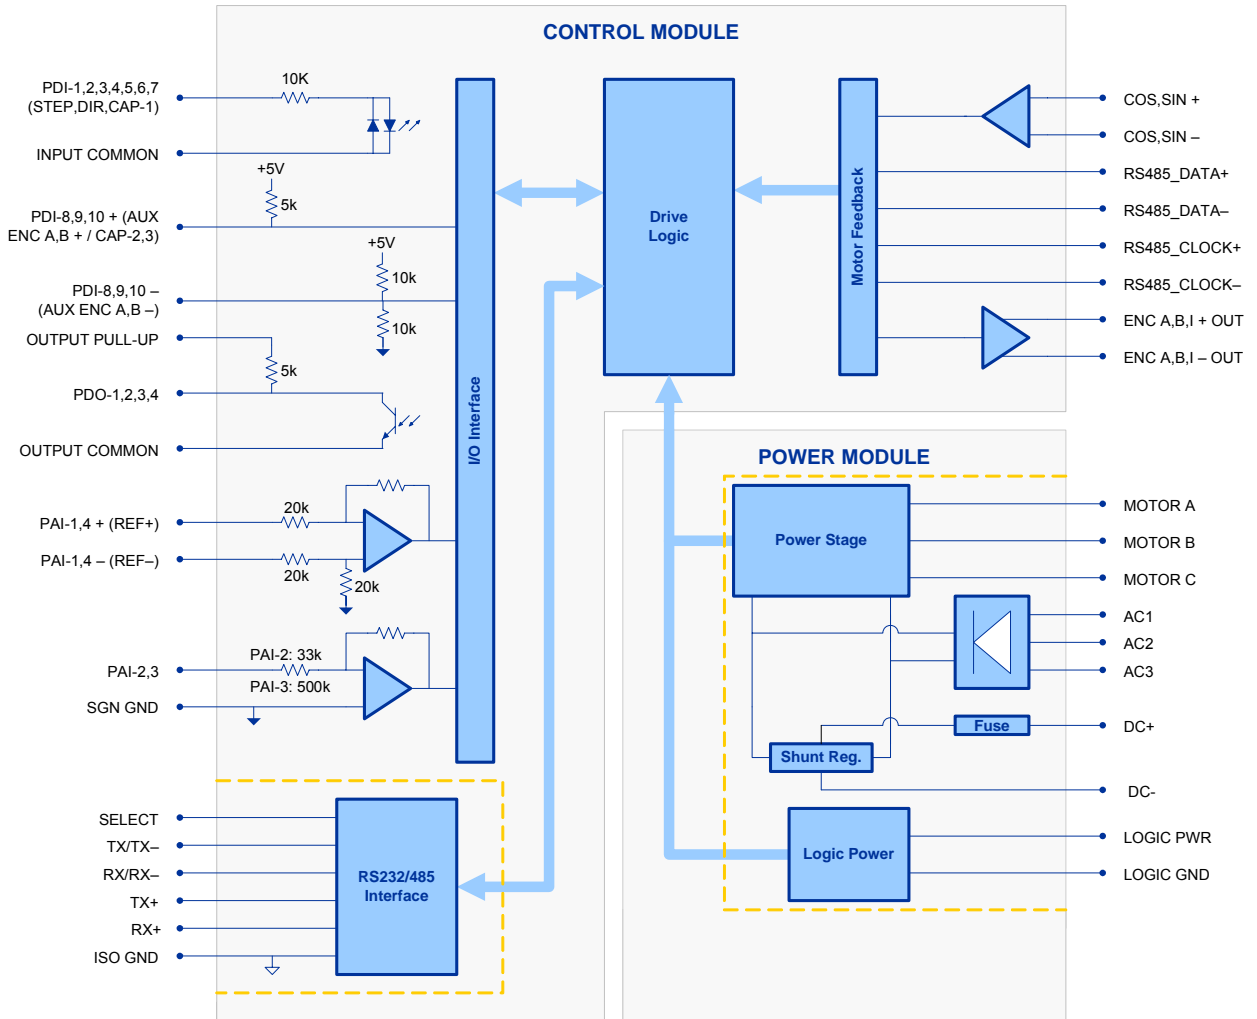 CONTROL MODULE
PDI-1,2,3,4,5,6,7
(STEP,DIR,CAP-1)
10K
INPUT COMMON
+5V
5k
PDI-8,9,10 + (AUX
ENC A,B + / CAP-2,3)
+5V
10k
PDI-8,9,10 –
(AUX ENC A,B –)
10k
OUTPUT PULL-UP
5k
PDO-1,2,3,4
OUTPUT COMMON
PAI-1,4 + (REF+)
20k
PAI-1,4 – (REF–)
20k
20k
PAI-2,3
PAI-2: 33k
PAI-3: 500k
SGN GND
I/O Interface
Drive
Logic
Motor Feedback
COS,SIN +
COS,SIN –
RS485_DATA+
RS485_DATA–
RS485_CLOCK+
RS485_CLOCK–
ENC A,B,I + OUT
ENC A,B,I – OUT
SELECT
TX/TX–
RX/RX–
TX+
RX+
ISO GND
RS232/485
Interface
POWER MODULE
Power Stage
MOTOR A
MOTOR B
MOTOR C
AC1
AC2
AC3
Fuse
DC+
Shunt Reg.
DC-
Logic Power
LOGIC PWR
LOGIC GND